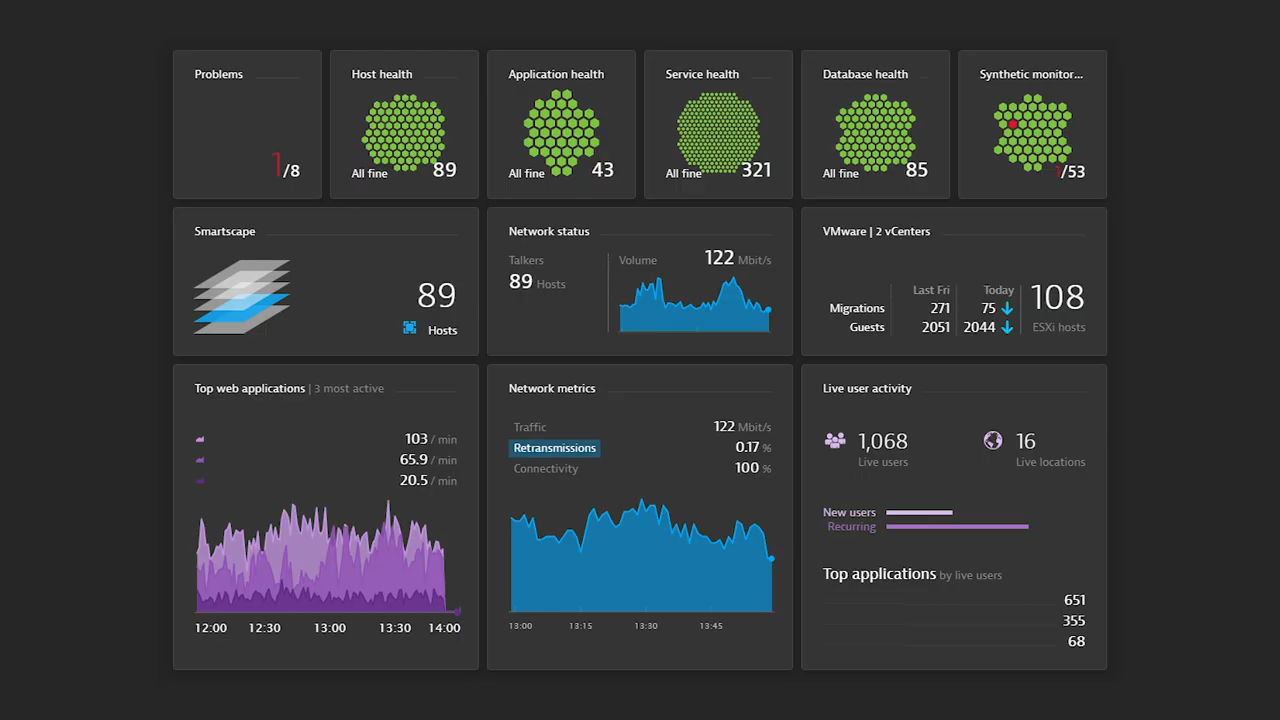 Problems
1/8
Host health
All fine 89
Application health
All fine 43
Service health
All fine 321
Database health
All fine 85
Synthetic monitor...
1/53
Smartscape
89
Hosts
Network status
Talkers
89 Hosts
Volume 122 Mbit/s
VMware | 2 vCenters
Last Fri Today
Migrations 271 75
Guests 2051 2044
108
ESXi hosts
Top web applications | 3 most active
103 / min
65.9 / min
20.5 / min
12:00 12:30 13:00 13:30 14:00
Network metrics
Traffic 122 Mbit/s
Retransmissions 0.17 %
Connectivity 100 %
13:00 13:15 13:30 13:45
Live user activity
1,068
Live users
16
Live locations
New users
Recurring
Top applications by live users
651
355
68